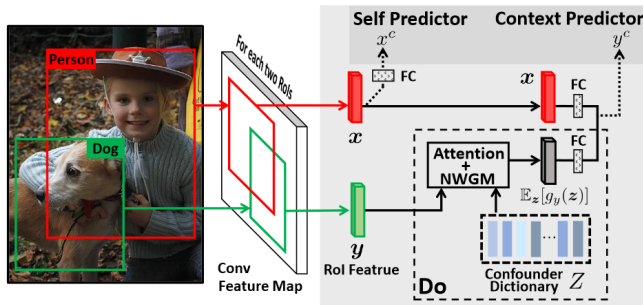 Self Predictor
Context Predictor
x^c
y^c
Person
Dog
For each two RoIs
FC
x
x
FC
Attention
+
NWGM
FC
𝔼_z[g_y(z)]
y
RoI Featrue
Conv
Feature Map
...
Confounder
Dictionary Z
Do